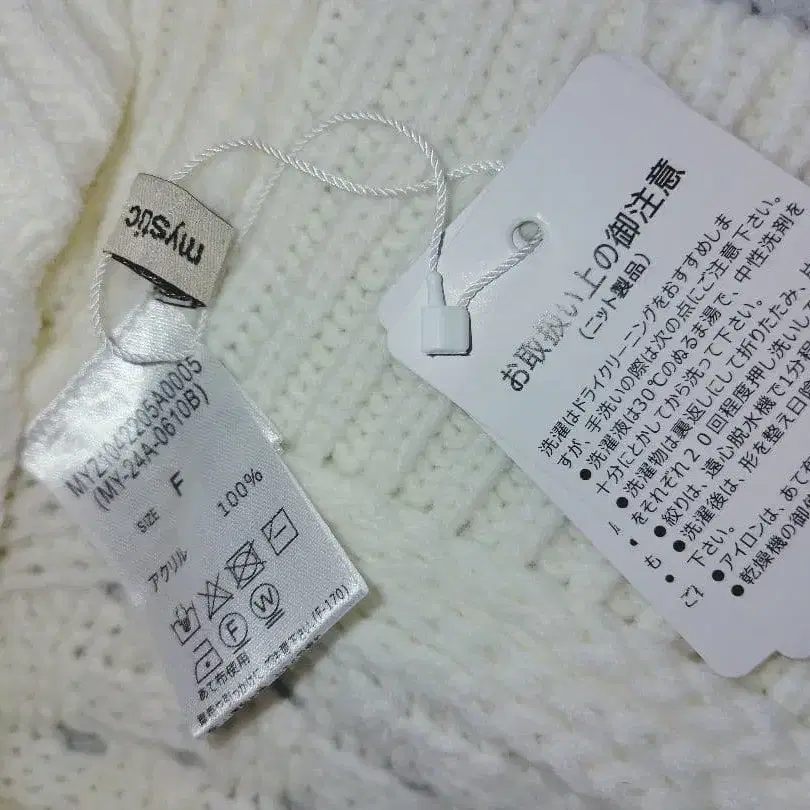 mystic
MYZ1042205A0005
(MY-24A-0610B)
SIZE F
アクリル 100%
F W
あて布使用
お取扱い上の御注意
(ニット製品)
洗濯はドライクリーニングをおすすめしま
すが、手洗いの際は次の点にご注意下さい。
●洗濯液は30℃のぬるま湯で、中性洗剤を
十分にとかしてから洗って下さい。
●洗濯物は裏返しにして折りたたみ、
をそれぞれ20回程度押し洗いし
●絞りは、遠心脱水機で1分
●洗濯後は、形を整え日
下さい。
●アイロンは、あて
●乾燥機の御
も
ご